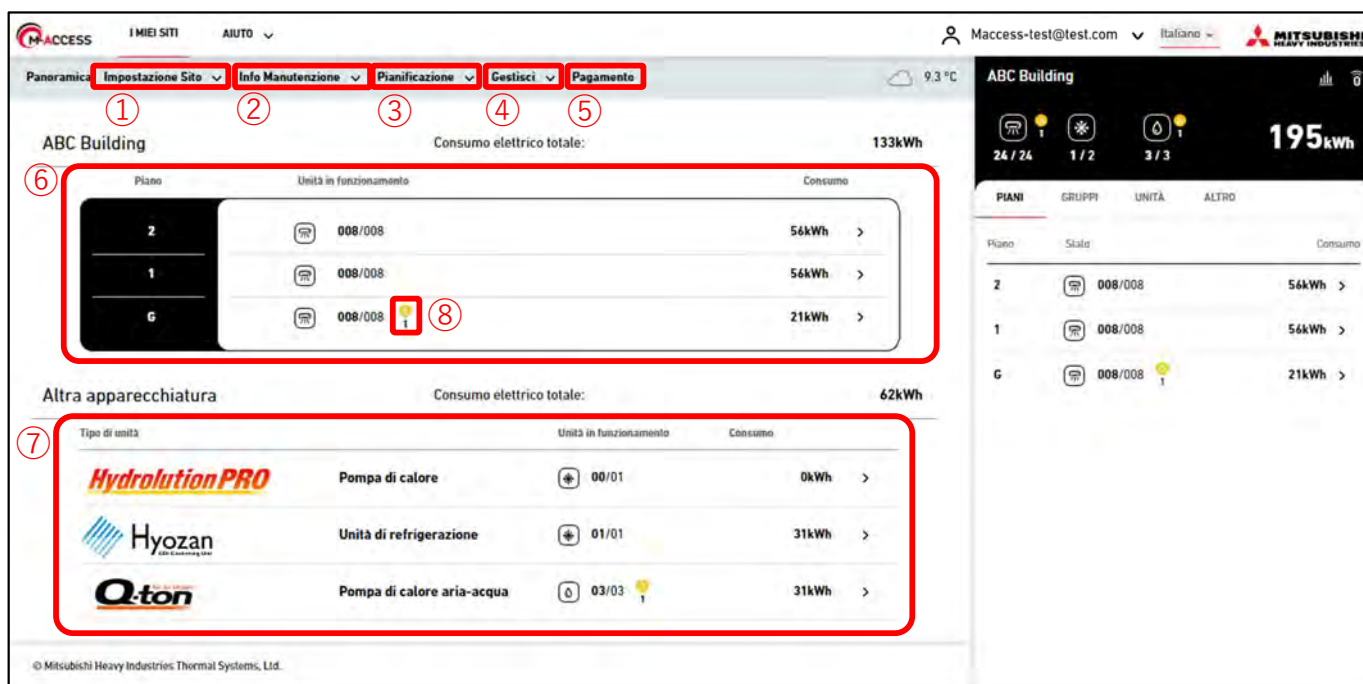 M-ACCESS I MIEI SITI AIUTO Maccess-test@test.com Italiano MITSUBISHI
HEAVY INDUSTRIES
Panoramica Impostazione Sito Info Manutenzione Pianificazione Gestisci Pagamento 9.3 °C
① ② ③ ④ ⑤
ABC Building Consumo elettrico totale: 133kWh
⑥
Piano Unità in funzionamento Consumo
2 008/008 56kWh >
1 008/008 56kWh >
G 008/008 1 ⑧ 21kWh >
Altra apparecchiatura Consumo elettrico totale: 62kWh
⑦
Tipo di unità Unità in funzionamento Consumo
Hydrolution PRO Pompa di calore 00/01 0kWh >
Hyozan Unità di refrigerazione 01/01 31kWh >
Q-ton Pompa di calore aria-acqua 03/03 1 31kWh >
© Mitsubishi Heavy Industries Thermal Systems, Ltd.
ABC Building 0
1 1
24 / 24 1 / 2 3 / 3 195kWh
PIANI GRUPPI UNITÀ ALTRO
Piano Stato Consumo
2 008/008 56kWh >
1 008/008 56kWh >
G 008/008 1 21kWh >